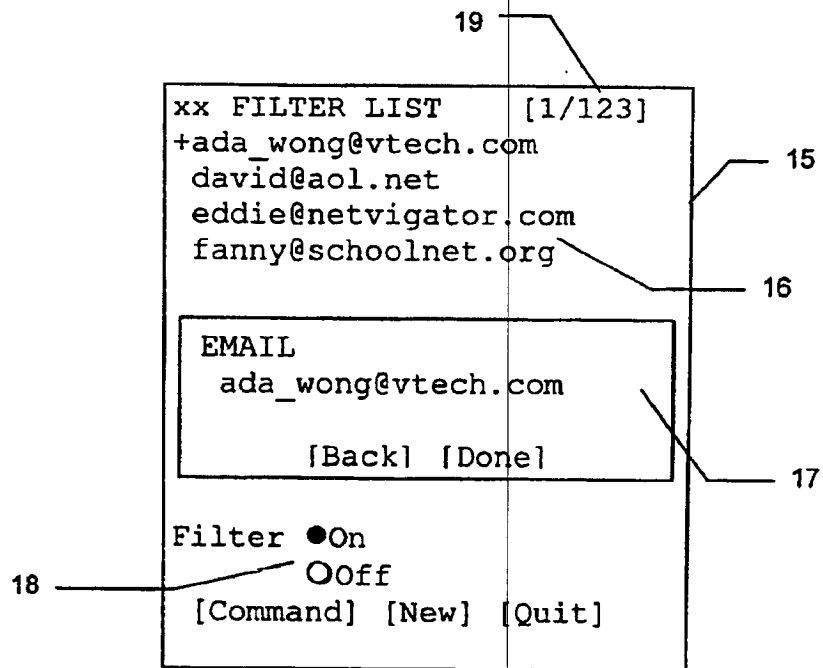 19
xx FILTER LIST [1/123]
+ada_wong@vtech.com
david@aol.net
15
eddie@netvigator.com
fanny@schoolnet.org
16
EMAIL
ada_wong@vtech.com
[Back] [Done]
17
Filter ●On
18
○Off
[Command] [New] [Quit]